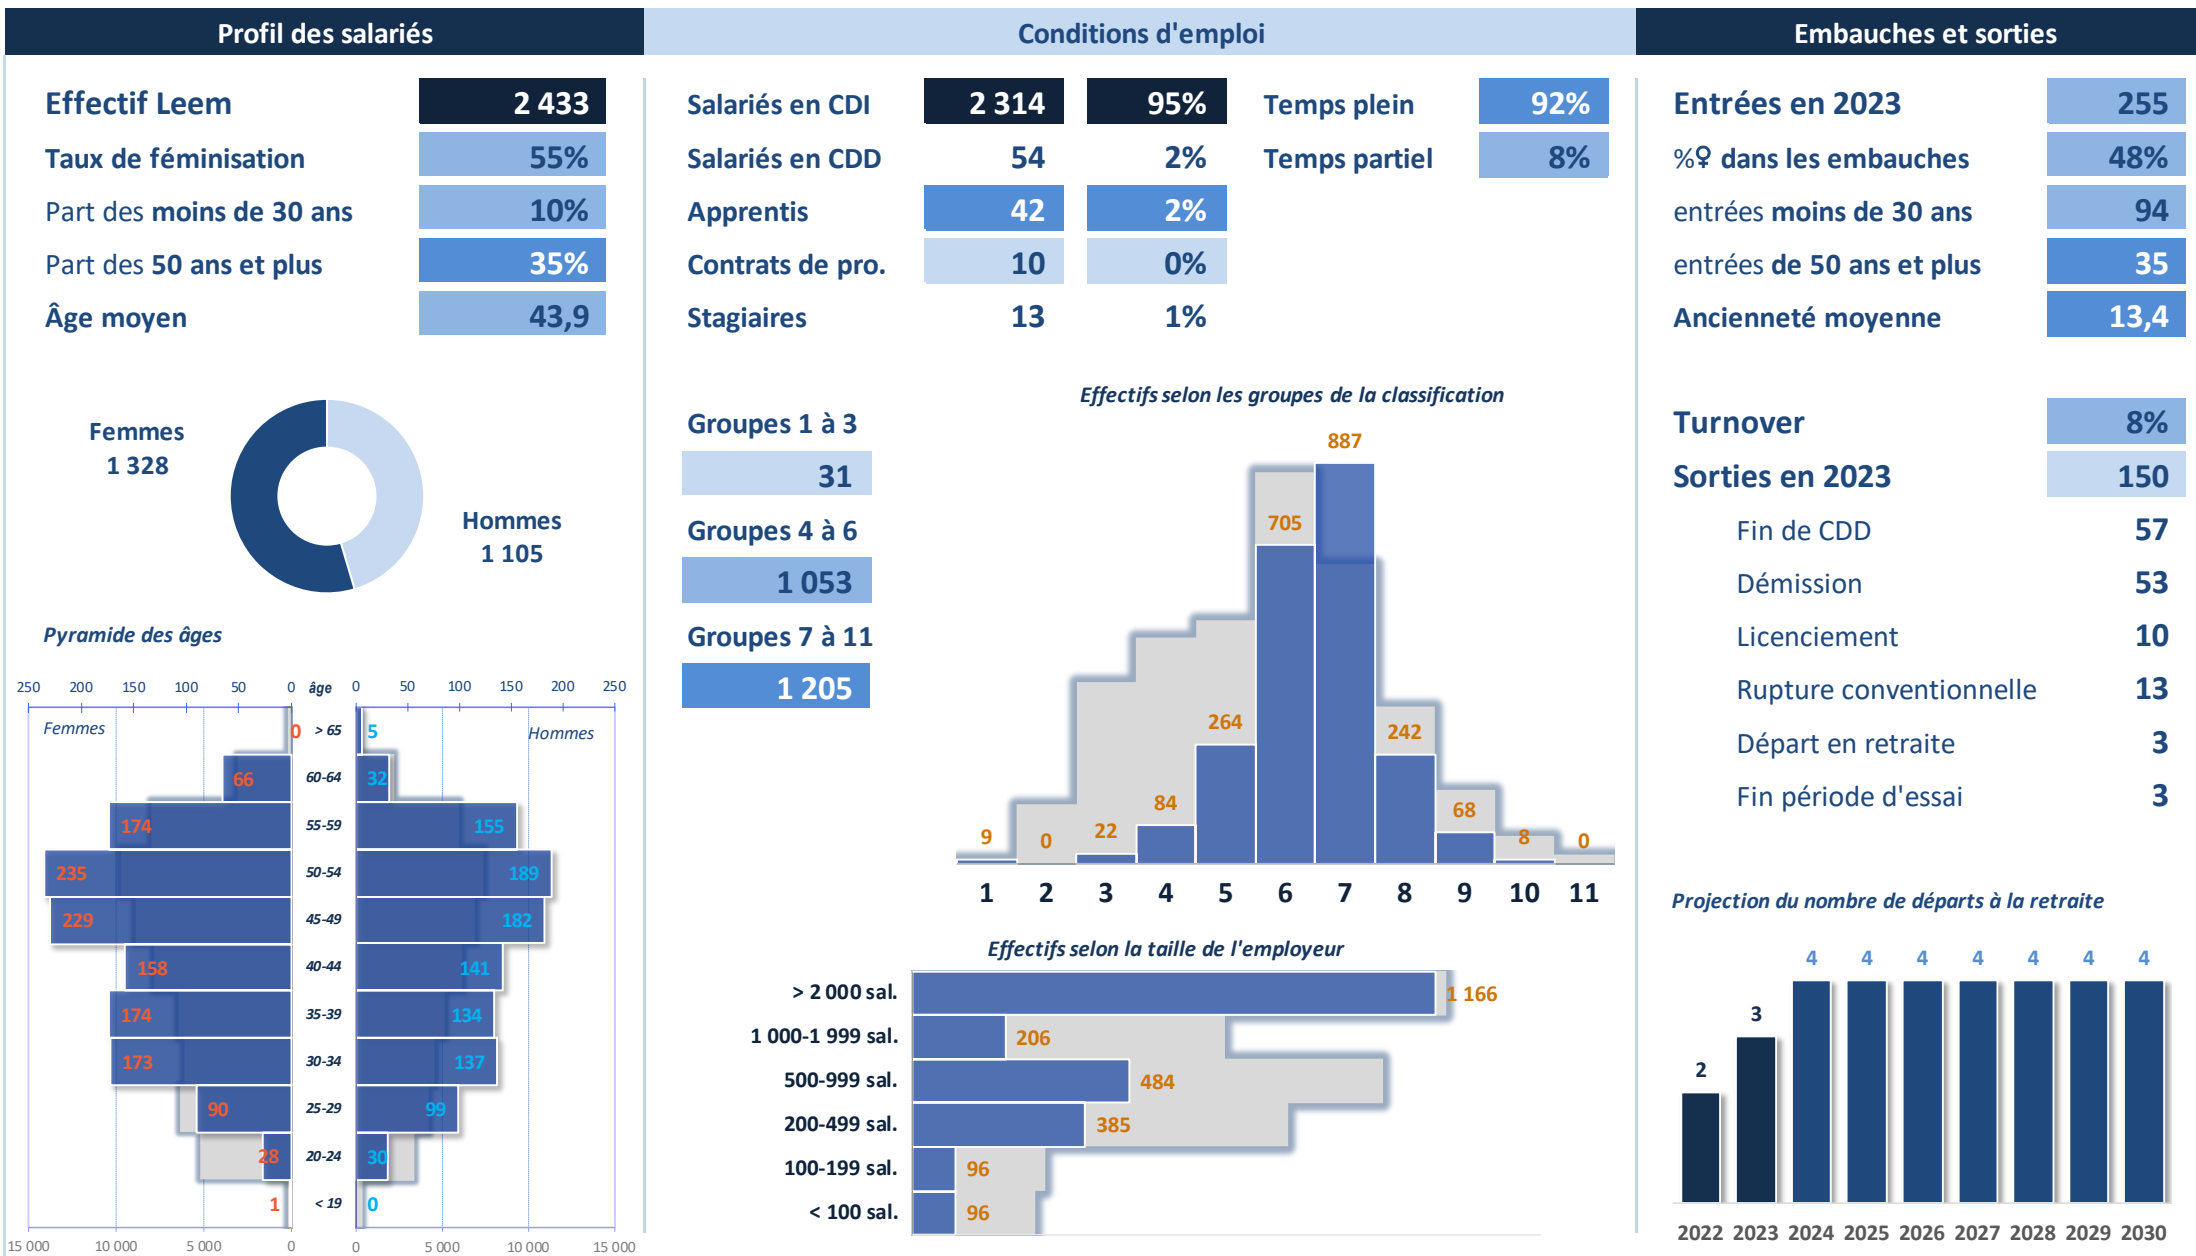 Profil des salariés
Effectif Leem 2 433
Taux de féminisation 55%
Part des moins de 30 ans 10%
Part des 50 ans et plus 35%
Âge moyen 43,9
Femmes
1 328
Hommes
1 105
Pyramide des âges
250 200 150 100 50 0 âge 0 50 100 150 200 250
Femmes Hommes
0 > 65 5
66 60-64 32
174 55-59 155
235 50-54 189
229 45-49 182
158 40-44 141
174 35-39 134
173 30-34 137
90 25-29 99
28 20-24 30
1 < 19 0
15 000 10 000 5 000 0 0 5 000 10 000 15 000
Conditions d'emploi
Salariés en CDI 2 314 95% Temps plein 92%
Salariés en CDD 54 2% Temps partiel 8%
Apprentis 42 2%
Contrats de pro. 10 0%
Stagiaires 13 1%
Groupes 1 à 3
31
Groupes 4 à 6
1 053
Groupes 7 à 11
1 205
Effectifs selon les groupes de la classification
9 0 22 84 264 705 887 242 68 8 0
1 2 3 4 5 6 7 8 9 10 11
Effectifs selon la taille de l'employeur
> 2 000 sal. 1 166
1 000-1 999 sal. 206
500-999 sal. 484
200-499 sal. 385
100-199 sal. 96
< 100 sal. 96
Embauches et sorties
Entrées en 2023 255
%♀ dans les embauches 48%
entrées moins de 30 ans 94
entrées de 50 ans et plus 35
Ancienneté moyenne 13,4
Turnover 8%
Sorties en 2023 150
Fin de CDD 57
Démission 53
Licenciement 10
Rupture conventionnelle 13
Départ en retraite 3
Fin période d'essai 3
Projection du nombre de départs à la retraite
2 3 4 4 4 4 4 4 4
2022 2023 2024 2025 2026 2027 2028 2029 2030